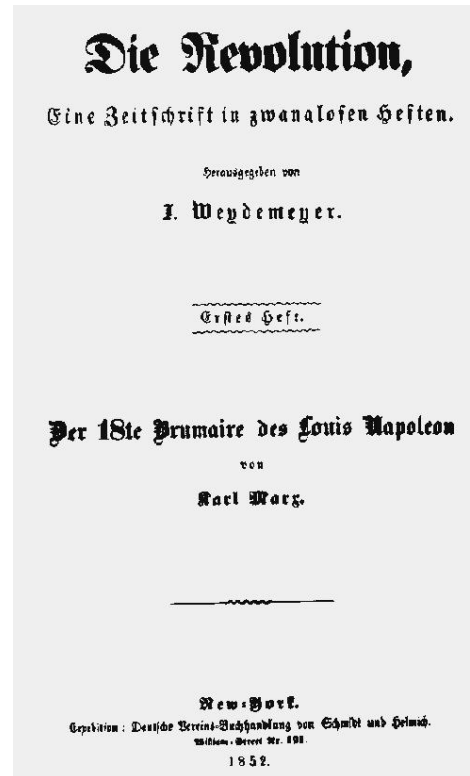 Die Revolution,
Eine Zeitschrift in zwanglosen Heften.
Herausgegeben von
J. Weydemeyer.
Erstes Heft.
Der 18te Brumaire des Louis Napoleon
von
Karl Marx.
New-York.
Expedition: Deutsche Vereins-Buchhandlung von Schmidt und Helmich.
William-Street Nr. 191.
1852.